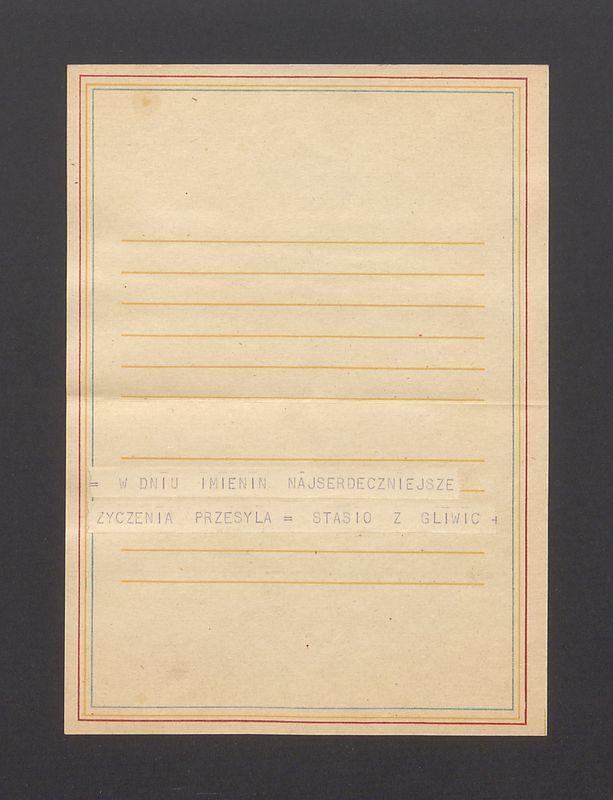 = W DNIU IMIENIN NAJSERDECZNIEJSZE
ZYCZENIA PRZESYLA = STASIO Z GLIWIC +